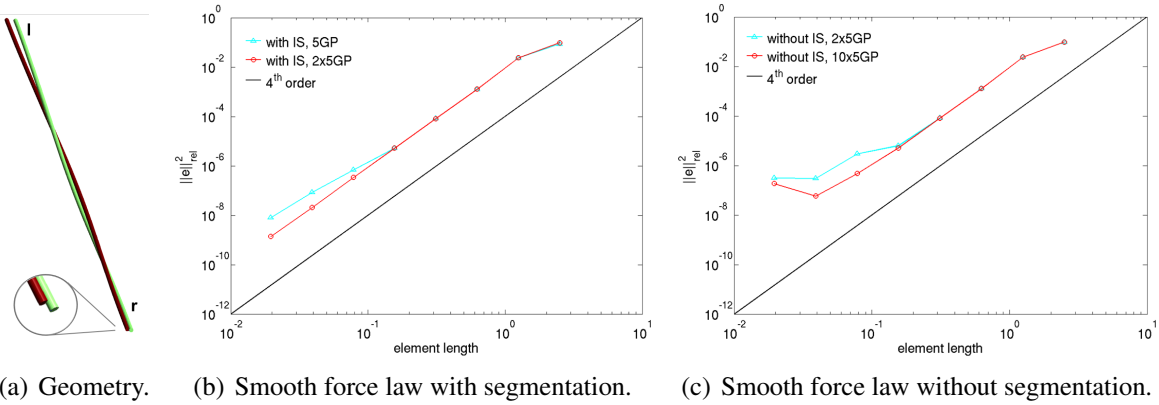 l
r
(a) Geometry.
10^0
10^-2
10^-4
10^-6
10^-8
10^-10
10^-12
||e||^2_rel
with IS, 5GP
with IS, 2x5GP
4^th order
10^-2
10^-1
10^0
10^1
element length
(b) Smooth force law with segmentation.
10^0
10^-2
10^-4
10^-6
10^-8
10^-10
10^-12
||e||^2_rel
without IS, 2x5GP
without IS, 10x5GP
4^th order
10^-2
10^-1
10^0
10^1
element length
(c) Smooth force law without segmentation.